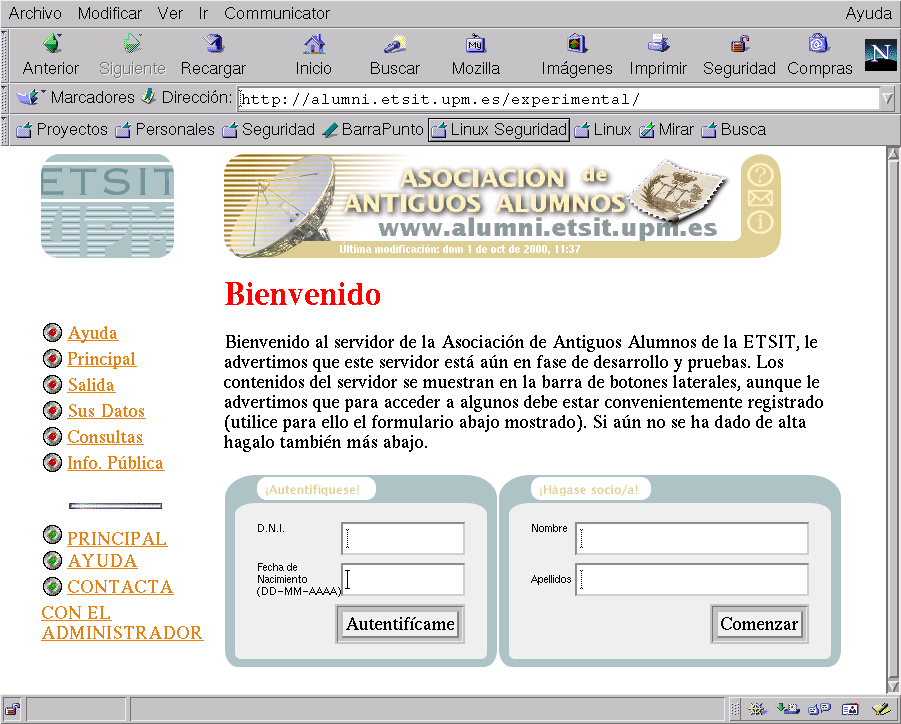 Archivo Modificar Ver Ir Communicator Ayuda
Anterior Siguiente Recargar Inicio Buscar Mozilla Imágenes Imprimir Seguridad Compras
My
N
Marcadores Dirección: http://alumni.etsit.upm.es/experimental/
Proyectos Personales Seguridad BarraPunto Linux Seguridad Linux Mirar Busca
ETSIT
UPM
ASOCIACIÓN de
ANTIGUOS ALUMNOS
www.alumni.etsit.upm.es
Última modificación: dom 1 de oct de 2000, 11:37
Bienvenido
Bienvenido al servidor de la Asociación de Antiguos Alumnos de la ETSIT, le
advertimos que este servidor está aún en fase de desarrollo y pruebas. Los
contenidos del servidor se muestran en la barra de botones laterales, aunque le
advertimos que para acceder a algunos debe estar convenientemente registrado
(utilice para ello el formulario abajo mostrado). Si aún no se ha dado de alta
hagalo también más abajo.
Ayuda
Principal
Salida
Sus Datos
Consultas
Info. Pública
PRINCIPAL
AYUDA
CONTACTA
CON EL
ADMINISTRADOR
¡Autentifíquese!
D.N.I.
Fecha de
Nacimiento
(DD-MM-AAAA)
Autentifícame
¡Hágase socio/a!
Nombre
Apellidos
Comenzar